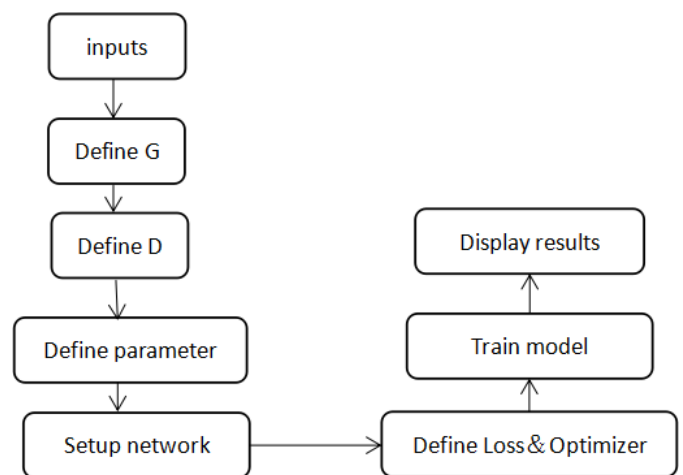 inputs
Define G
Define D
Define parameter
Setup network
Define Loss＆Optimizer
Train model
Display results